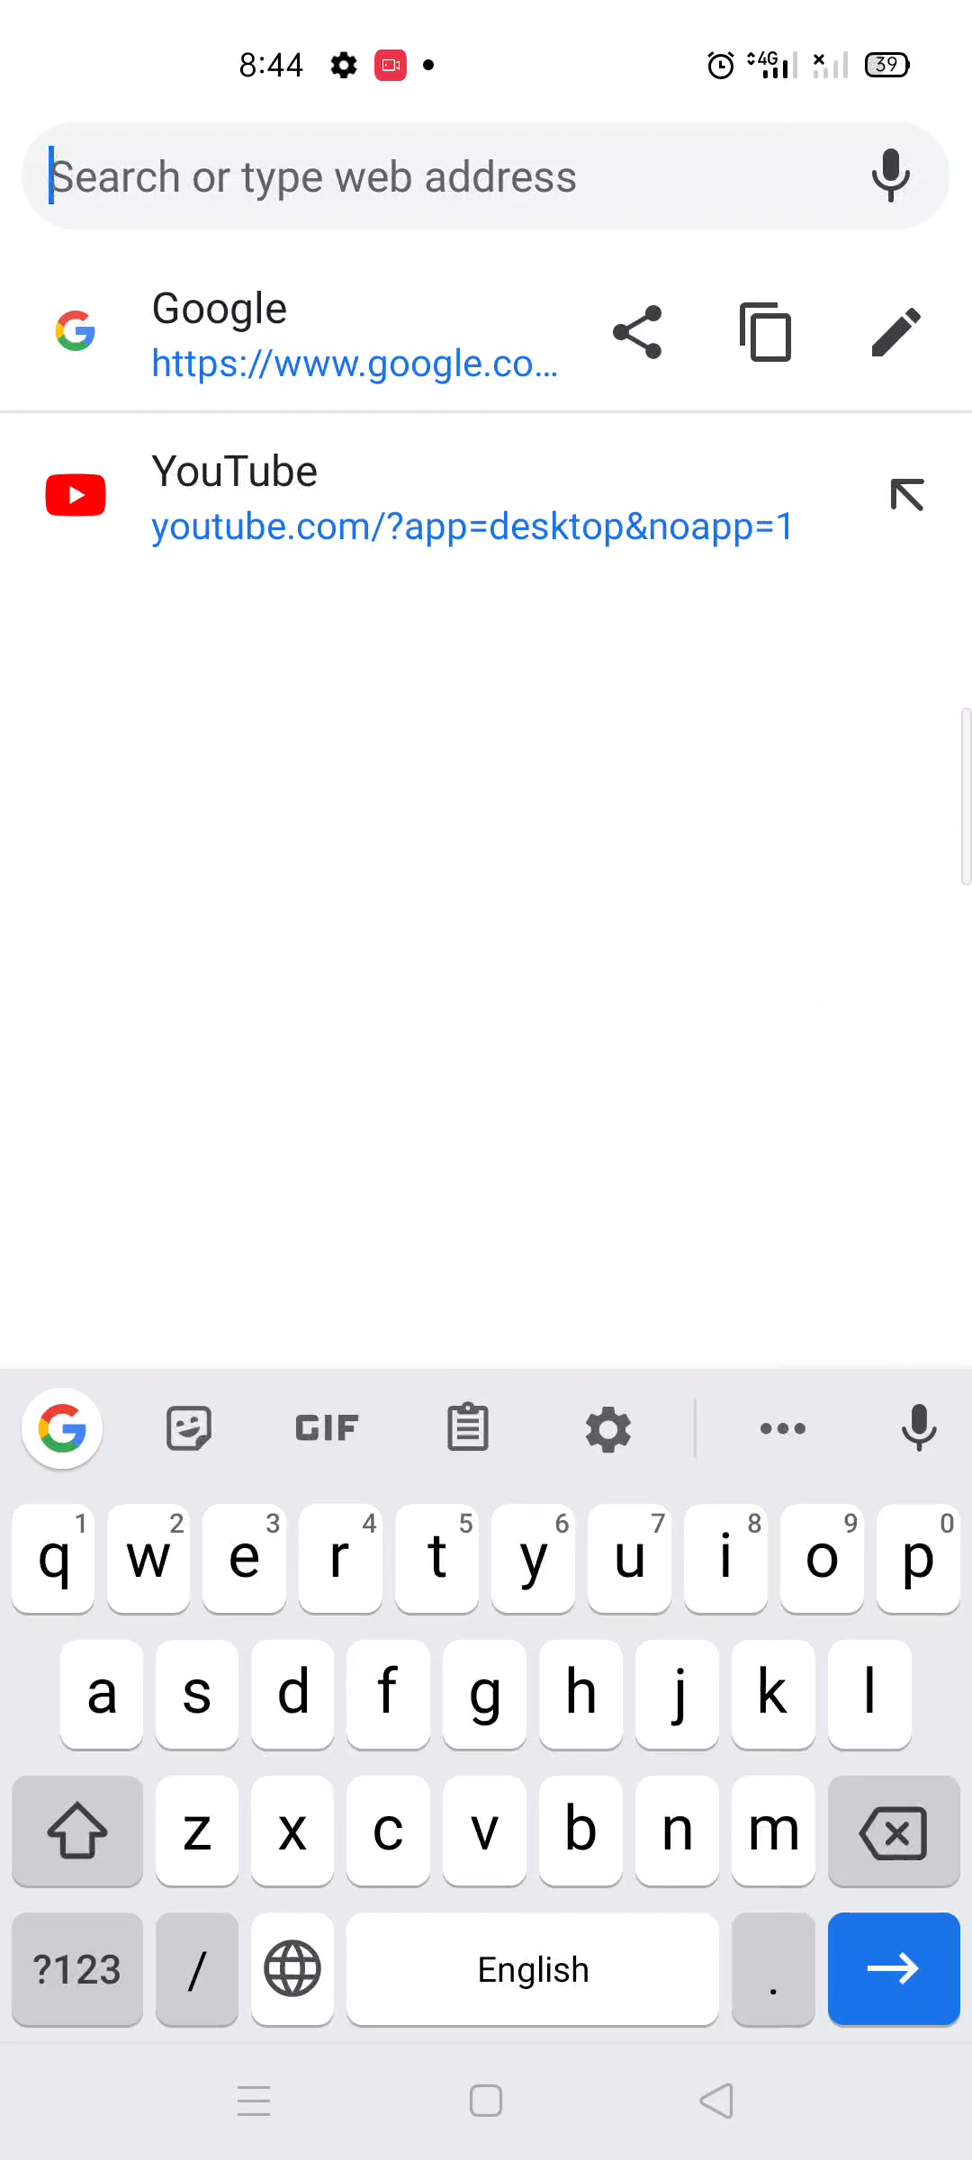 8:44 4G 39
Search or type web address
Google
https://www.google.co...
YouTube
youtube.com/?app=desktop&noapp=1
GIF
q 1 w 2 e 3 r 4 t 5 y 6 u 7 i 8 o 9 p 0
a s d f g h j k l
z x c v b n m
?123 / English .